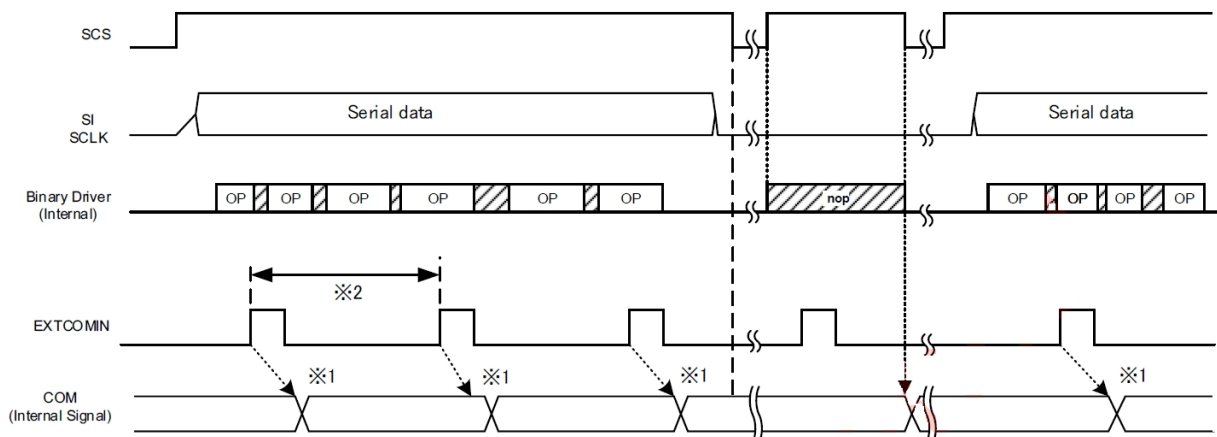 SCS
SI
SCLK
Serial data
Serial data
Binary Driver
(Internal)
OP OP OP OP OP OP nop OP OP OP OP
※2
EXTCOMIN
※1 ※1 ※1 ※1
COM
(Internal Signal)